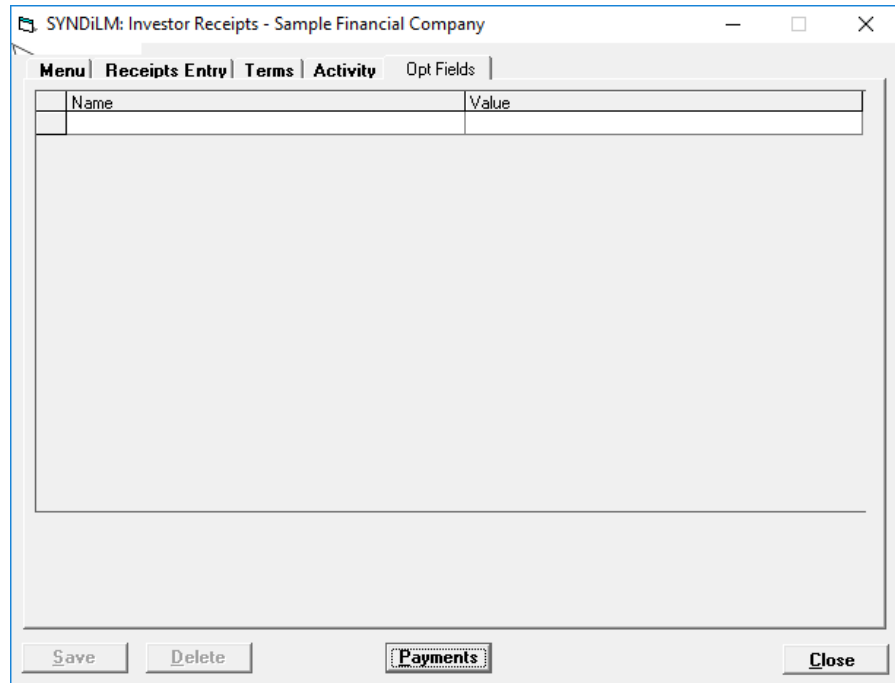 SYNDiLM: Investor Receipts - Sample Financial Company
Menu Receipts Entry Terms Activity Opt Fields
Name Value
Save Delete Payments Close